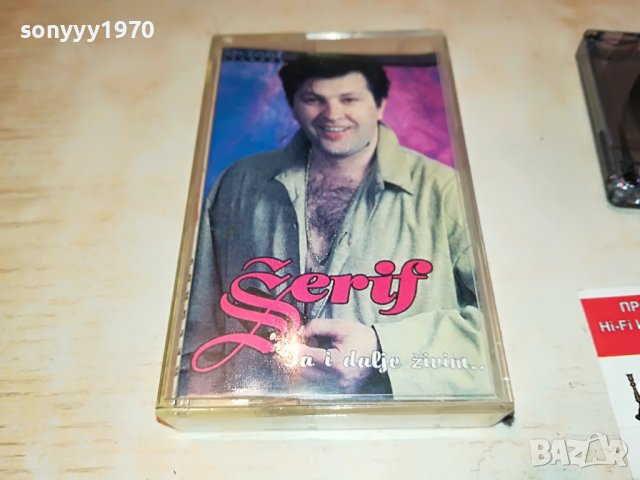 sonyyy1970
Šerif
Ja i dalje živim..
ПР
Hi-Fi
BAZAR